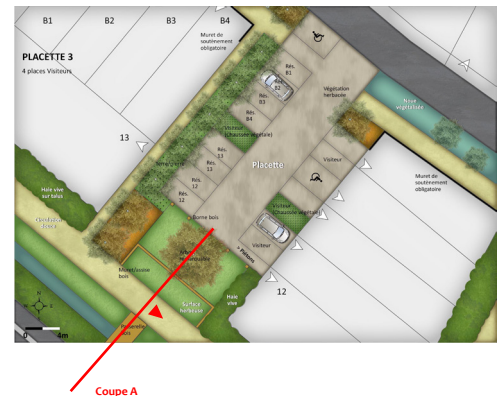 B1
B2
B3
B4
Muret de
soutènement
obligatoire
PLACETTE 3
4 places Visiteurs
Rés.
B1
Rés.
B2
Rés.
B3
Rés.
B4
Végétation
herbacée
Noue
végétalisée
Visiteur
(Chaussée végétale)
13
Rés.
13
Rés.
13
Rés.
12
Rés.
12
Placette
Visiteur
Muret de
soutènement
obligatoire
Haie vive
sur talus
Visiteur
(Chaussée végétale)
Borne bois
Visiteur
> Piétons
Muret/assise
bois
Surface
herbeuse
Haie
vive
12
Passerelle
bois
N
0
4m
Coupe A